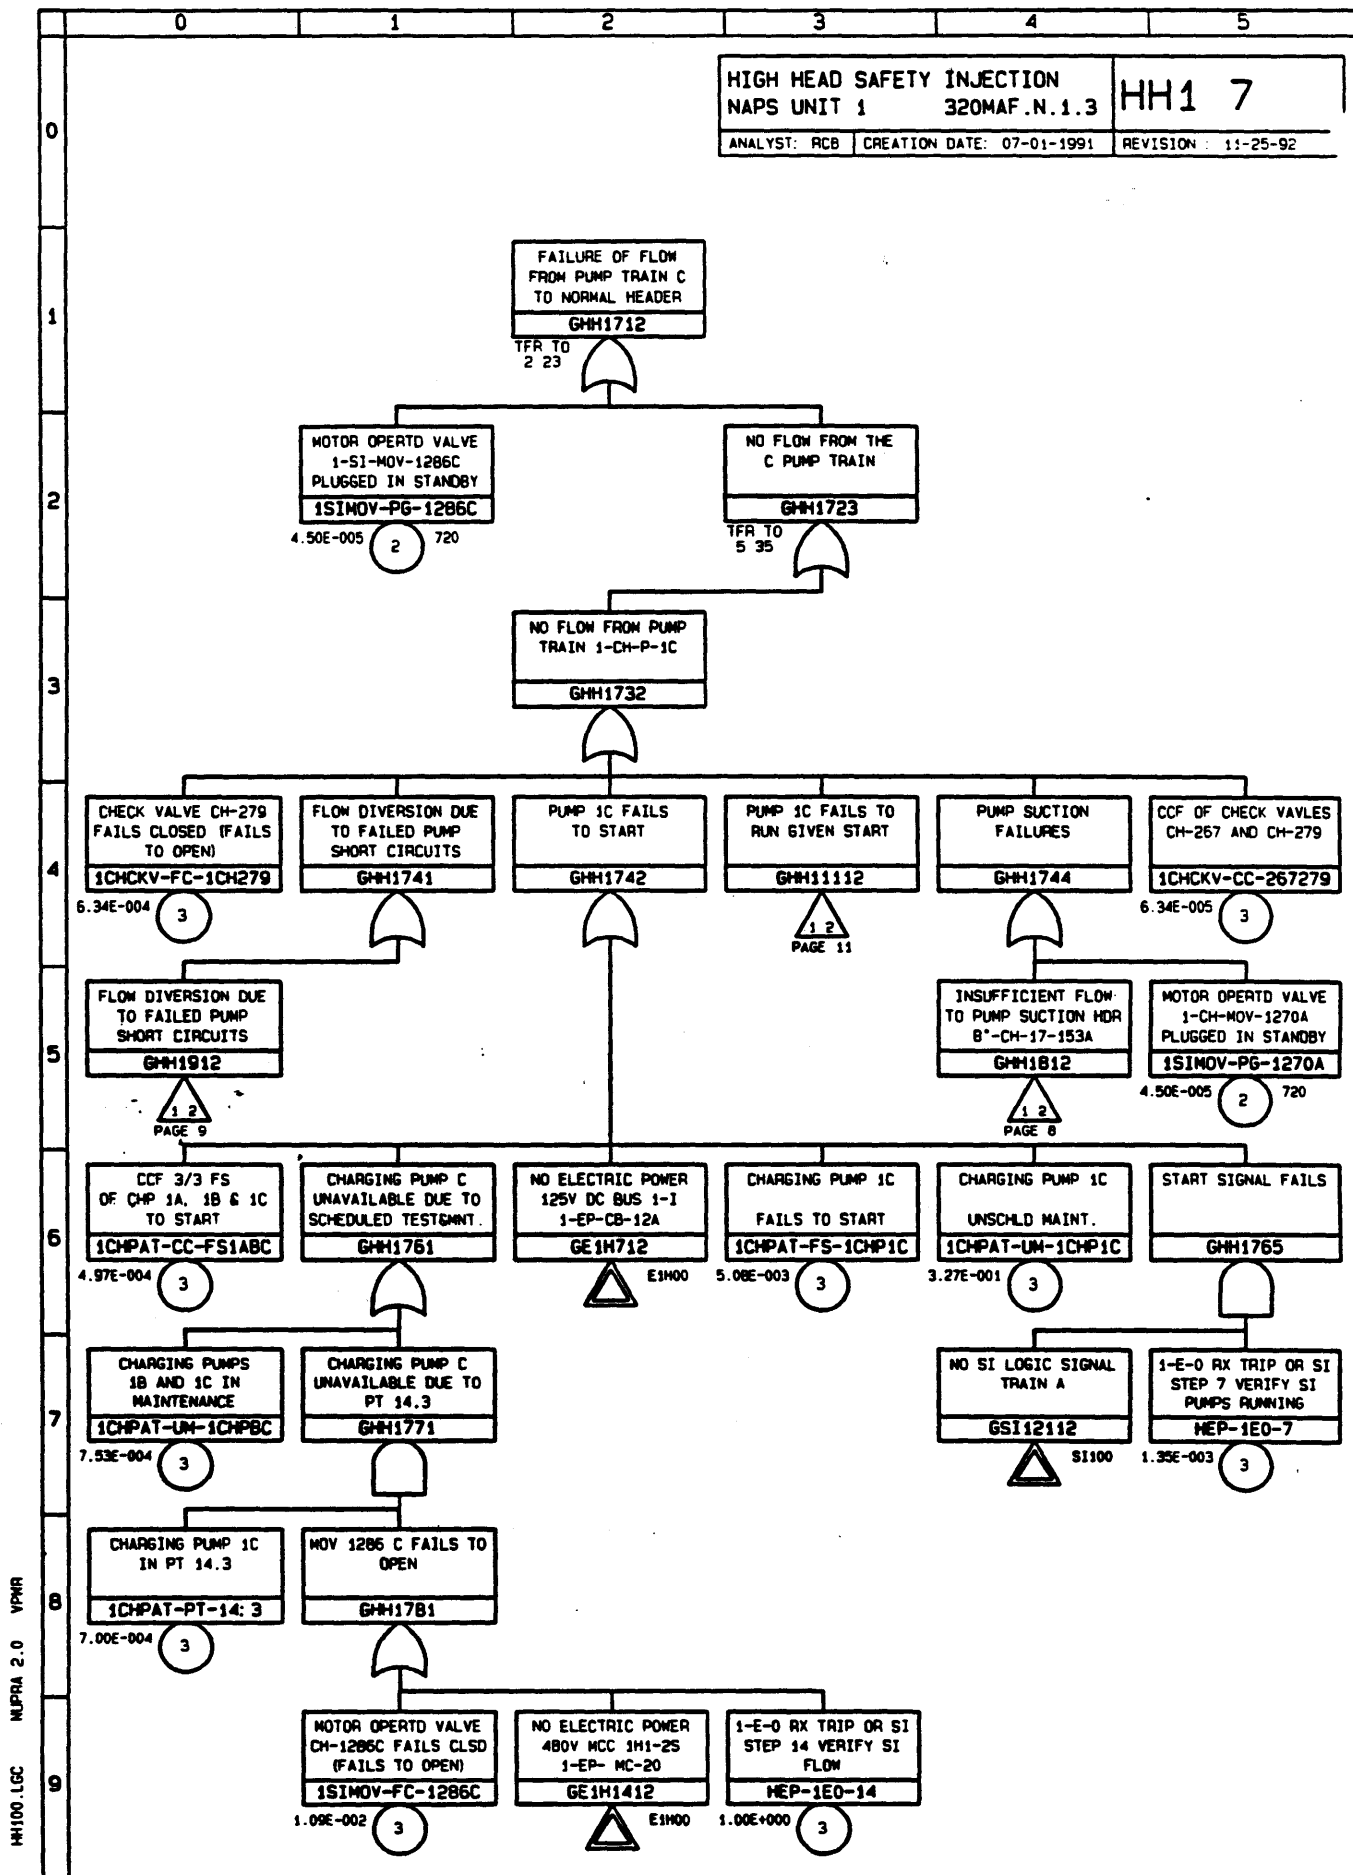 0 1 2 3 4 5
HIGH HEAD SAFETY INJECTION
NAPS UNIT 1 320MAF.N.1.3
HH1 7
ANALYST: RCB CREATION DATE: 07-01-1991 REVISION : 11-25-92
0
1
2
3
4
5
6
7
8
9
FAILURE OF FLOW
FROM PUMP TRAIN C
TO NORMAL HEADER
GHH1712
TFR TO
2 23
MOTOR OPERTD VALVE
1-SI-MOV-1286C
PLUGGED IN STANDBY
1SIMOV-PG-1286C
4.50E-005 2 720
NO FLOW FROM THE
C PUMP TRAIN
GHH1723
TFR TO
5 35
NO FLOW FROM PUMP
TRAIN 1-CH-P-1C
GHH1732
CHECK VALVE CH-279
FAILS CLOSED (FAILS
TO OPEN)
1CHCKV-FC-1CH279
6.34E-004 3
FLOW DIVERSION DUE
TO FAILED PUMP
SHORT CIRCUITS
GHH1741
PUMP 1C FAILS
TO START
GHH1742
PUMP 1C FAILS TO
RUN GIVEN START
GHH11112
1 2
PAGE 11
PUMP SUCTION
FAILURES
GHH1744
CCF OF CHECK VAVLES
CH-267 AND CH-279
1CHCKV-CC-267279
6.34E-005 3
FLOW DIVERSION DUE
TO FAILED PUMP
SHORT CIRCUITS
GHH1912
1 2
PAGE 9
INSUFFICIENT FLOW
TO PUMP SUCTION HDR
8"-CH-17-153A
GHH1812
1 2
PAGE 8
MOTOR OPERTD VALVE
1-CH-MOV-1270A
PLUGGED IN STANDBY
1SIMOV-PG-1270A
4.50E-005 2 720
CCF 3/3 FS
OF CHP 1A, 1B & 1C
TO START
1CHPAT-CC-FS1ABC
4.97E-004 3
CHARGING PUMP C
UNAVAILABLE DUE TO
SCHEDULED TEST&MNT.
GHH1761
NO ELECTRIC POWER
125V DC BUS 1-I
1-EP-CB-12A
GE1H712
E1H00
CHARGING PUMP 1C
FAILS TO START
1CHPAT-FS-1CHP1C
5.08E-003 3
CHARGING PUMP 1C
UNSCHLD MAINT.
1CHPAT-UM-1CHP1C
3.27E-001 3
START SIGNAL FAILS
GHH1765
CHARGING PUMPS
1B AND 1C IN
MAINTENANCE
1CHPAT-UM-1CHPBC
7.53E-004 3
CHARGING PUMP C
UNAVAILABLE DUE TO
PT 14.3
GHH1771
NO SI LOGIC SIGNAL
TRAIN A
GSI12112
SI100
1-E-0 RX TRIP OR SI
STEP 7 VERIFY SI
PUMPS RUNNING
HEP-1E0-7
1.35E-003 3
CHARGING PUMP 1C
IN PT 14.3
1CHPAT-PT-14:3
7.00E-004 3
MOV 1286 C FAILS TO
OPEN
GHH1781
MOTOR OPERTD VALVE
CH-1286C FAILS CLSD
(FAILS TO OPEN)
1SIMOV-FC-1286C
1.09E-002 3
NO ELECTRIC POWER
480V MCC 1H1-2S
1-EP- MC-20
GE1H1412
E1H00
1-E-0 RX TRIP OR SI
STEP 14 VERIFY SI
FLOW
HEP-1E0-14
1.00E+000 3
HH100.LGC NUPRA 2.0 VPWR